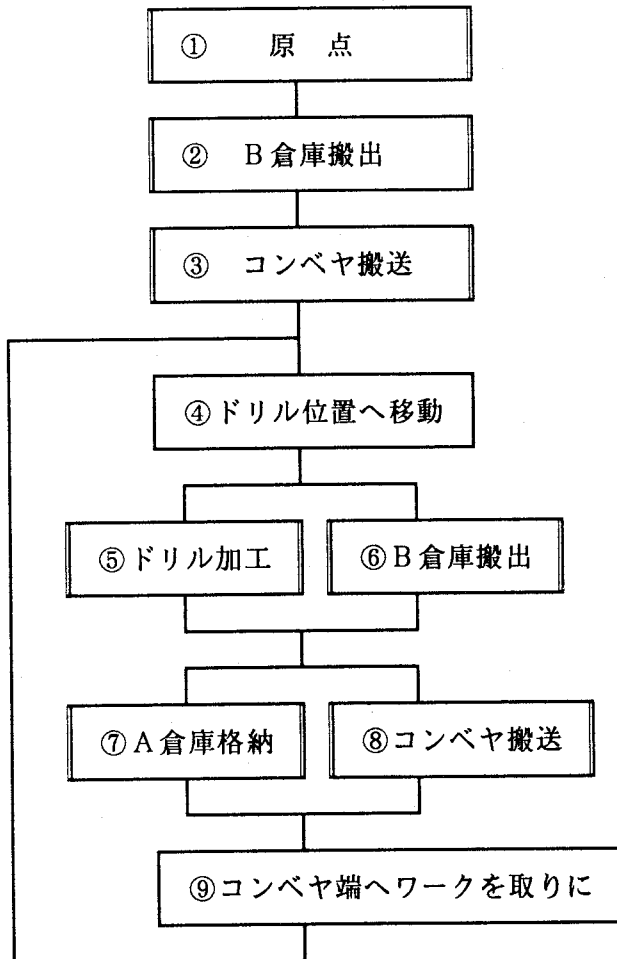 ① 原 点
② B倉庫搬出
③ コンベヤ搬送
④ドリル位置へ移動
⑤ドリル加工
⑥B倉庫搬出
⑦A倉庫格納
⑧コンベヤ搬送
⑨コンベヤ端へワークを取りに